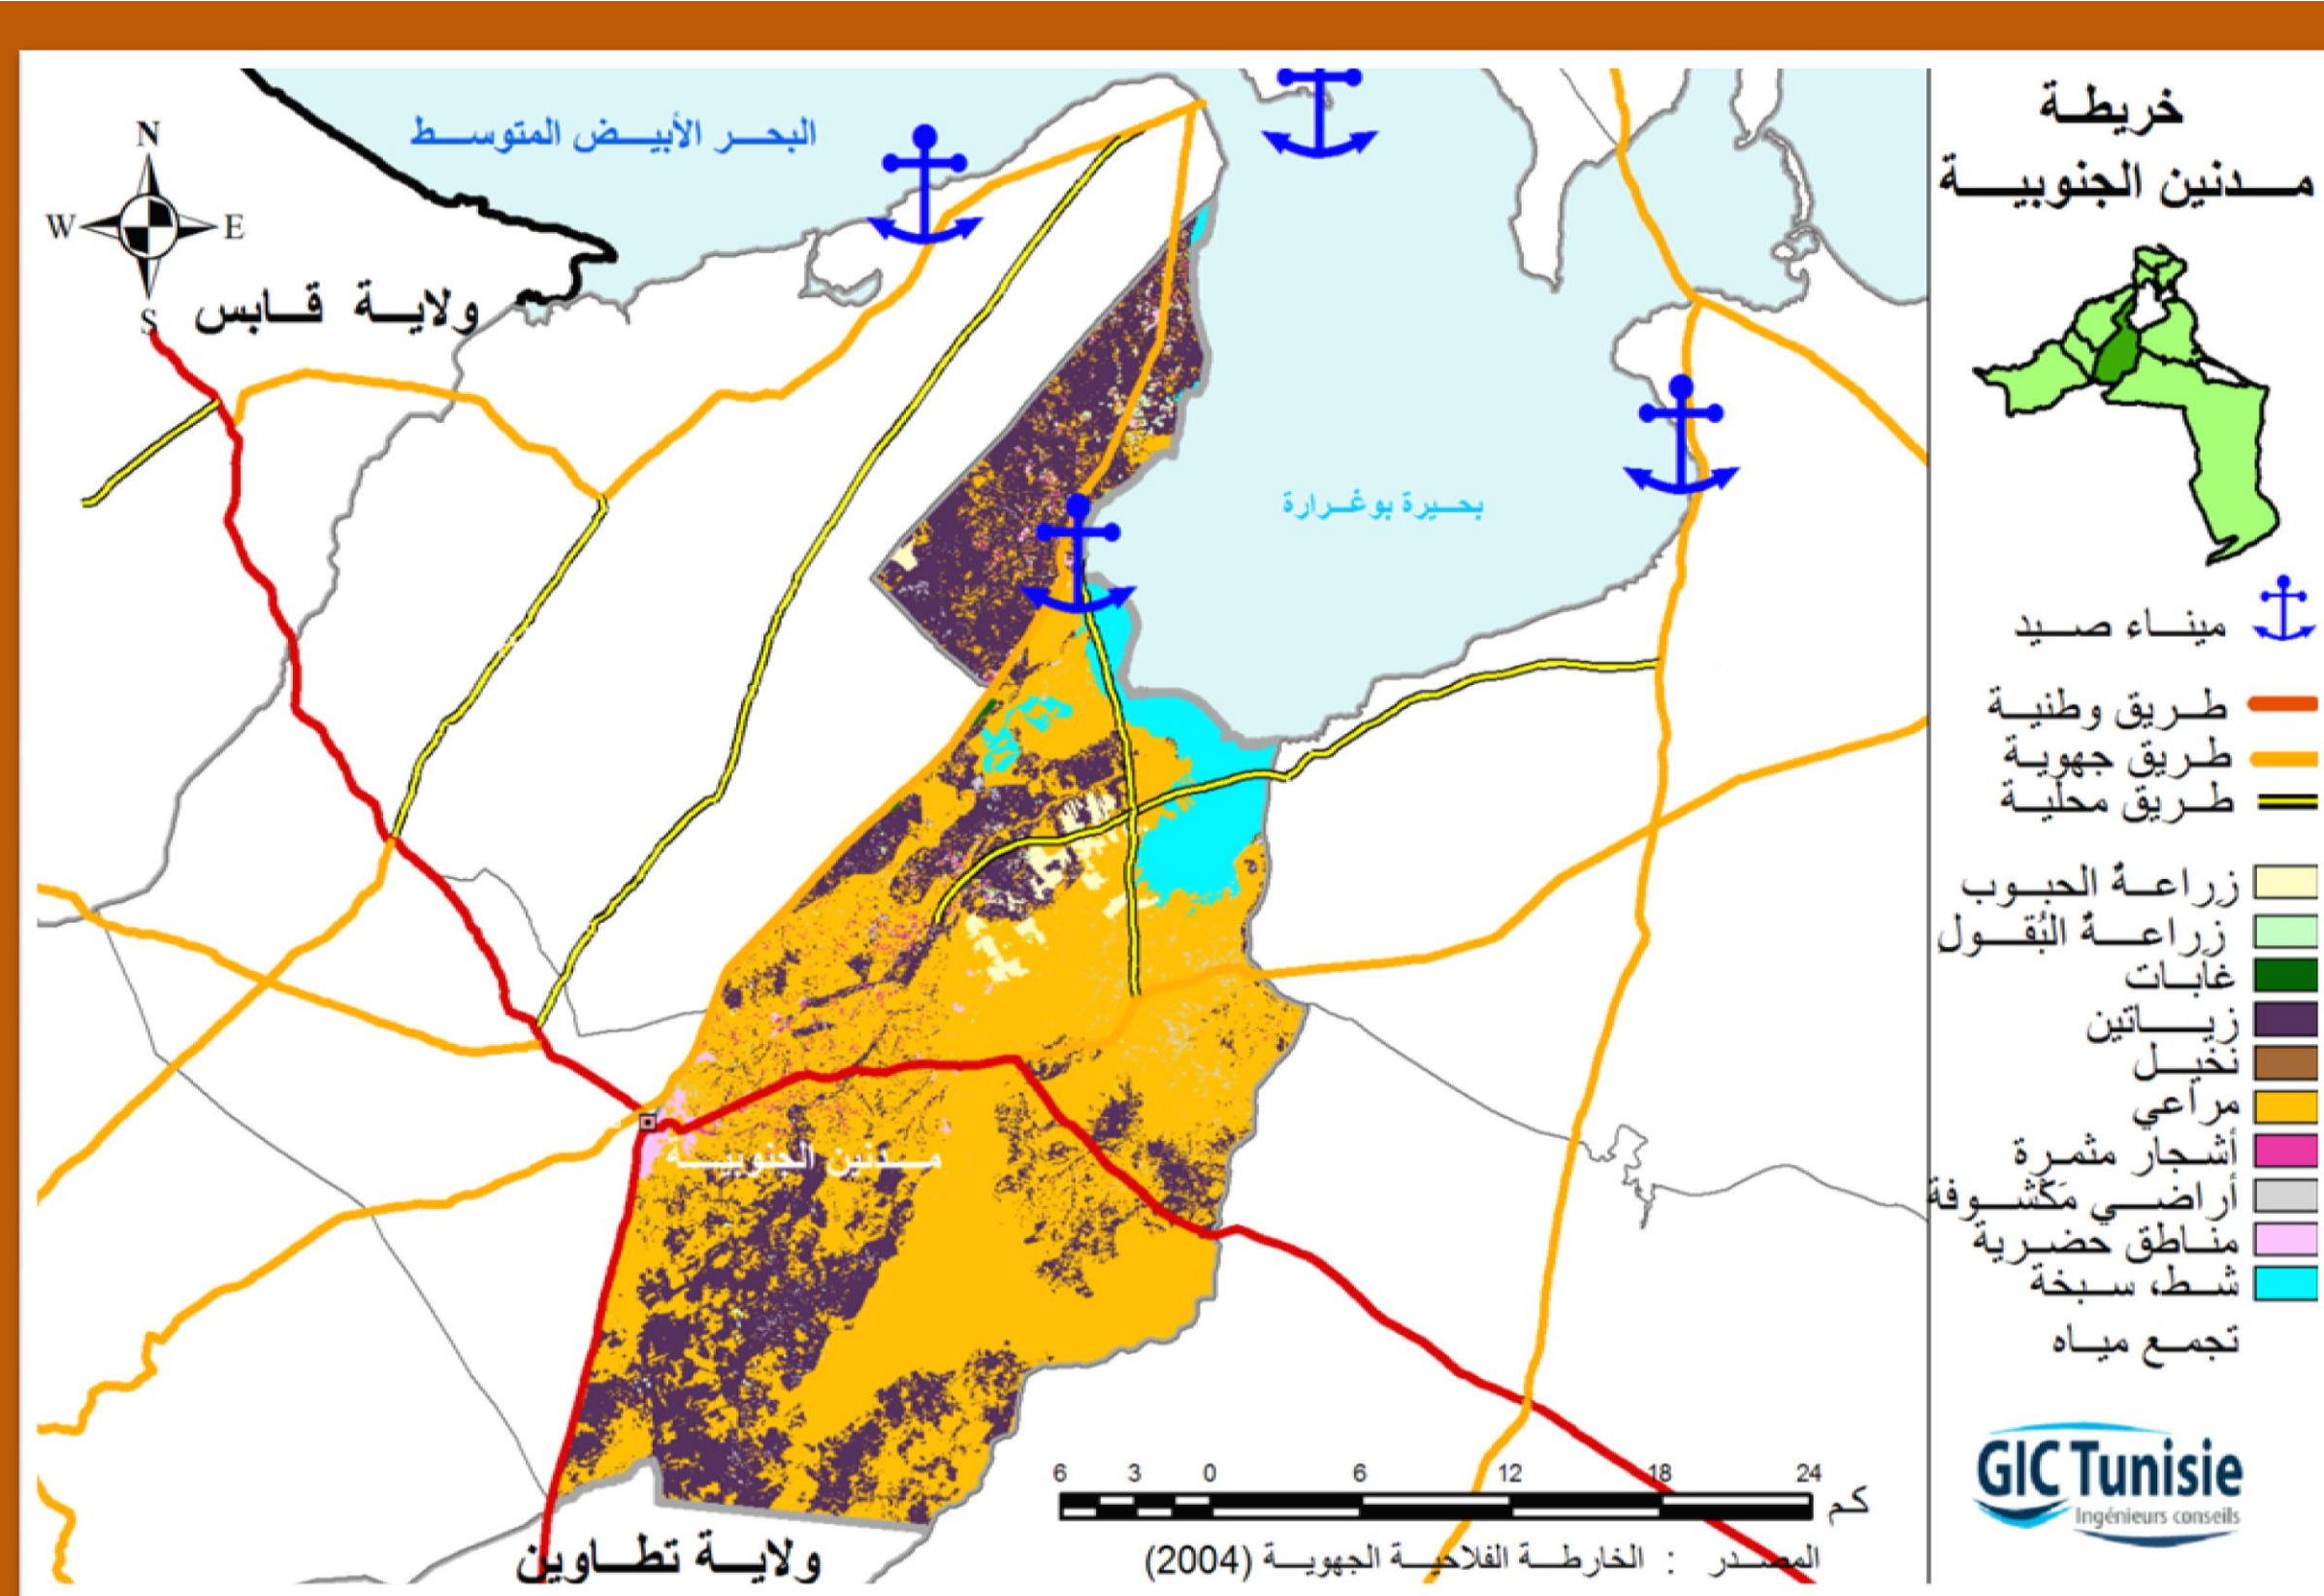 خريطة
مدنين الجنوبية
البحر الأبيض المتوسط
N
W
E
S
ولاية قابس
بحيرة بوغرارة
مدنين الجنوبية
ولاية تطاوين
ميناء صيد
طريق وطنية
طريق جهوية
طريق محلية
زراعة الحبوب
زراعة البُقول
غابات
زياتين
نخيل
مراعي
أشجار مثمرة
أراضي مكشوفة
مناطق حضرية
شط، سبخة
تجمع مياه
6 3 0 6 12 18 24
كم
المصدر : الخارطة الفلاحية الجهوية (2004)
GIC Tunisie
Ingénieurs conseils